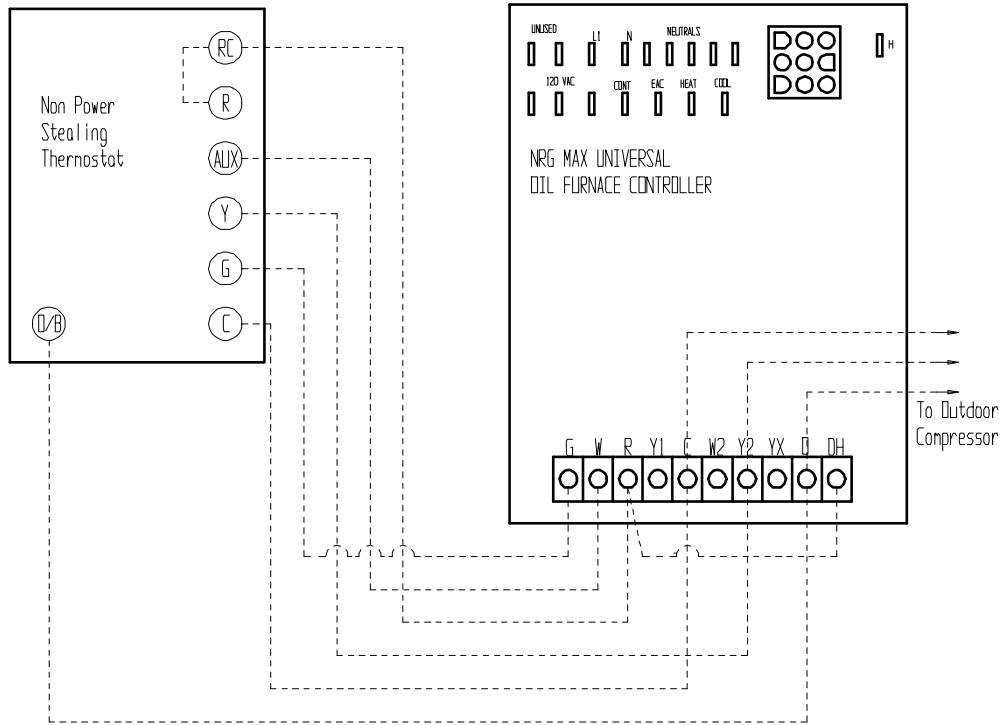 RC
R
Non Power
Stealing
Thermostat
AUX
Y
G
O/B
C
UNUSED
L1
N
NEUTRALS
H
120 VAC
CONT
EAC
HEAT
COOL
NRG MAX UNIVERSAL
OIL FURNACE CONTROLLER
To Outdoor
Compressor
G W R Y1 C W2 Y2 YX O DH